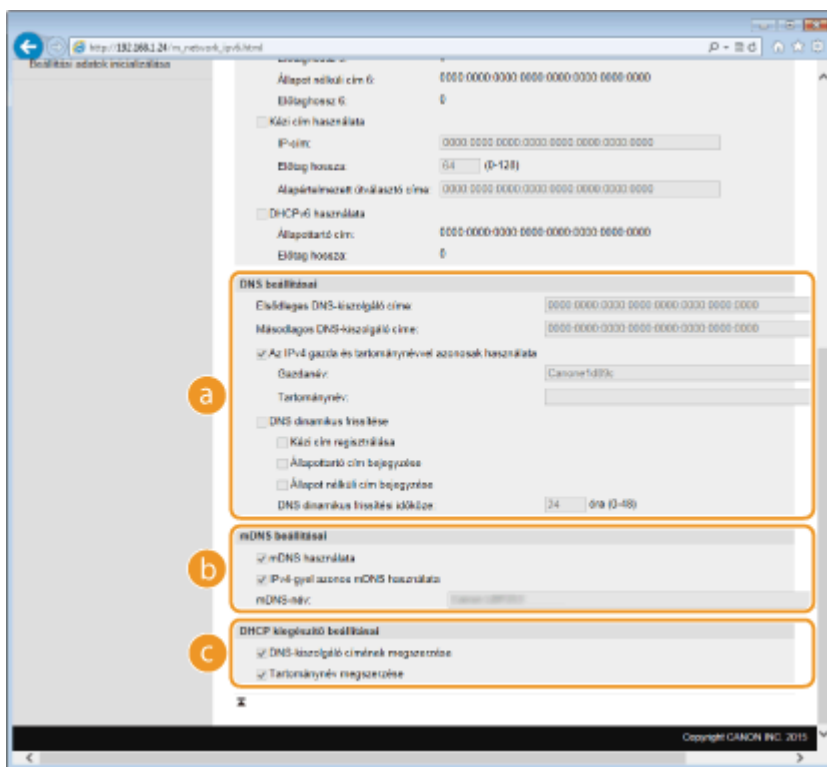 http://192.168.1.24/m_network_ipv6.html
Beállítási adatok inicializálása
Állapot nélküli cím 6: 0000:0000:0000:0000:0000:0000:0000:0000
Előtaghossz 6: 0
Kézi cím használata
IP-cím: 0000:0000:0000:0000:0000:0000:0000:0000
Előtag hossza: 64 (0-128)
Alapértelmezett útválasztó címe: 0000:0000:0000:0000:0000:0000:0000:0000
DHCPv6 használata
Állapottartó cím: 0000:0000:0000:0000:0000:0000:0000:0000
Előtag hossza: 0
DNS beállításai
Elsődleges DNS-kiszolgáló címe: 0000:0000:0000:0000:0000:0000:0000:0000
Másodlagos DNS-kiszolgáló címe: 0000:0000:0000:0000:0000:0000:0000:0000
Az IPv4 gazda és tartománynévvel azonosak használata
a
Gazdanév:
Tartománynév:
DNS dinamikus frissítése
Kézi cím regisztrálása
Állapottartó cím bejegyzése
Állapot nélküli cím bejegyzése
DNS dinamikus frissítési időköze: 24 óra (0-48)
mDNS beállításai
b
mDNS használata
IPv4-gyel azonos mDNS használata
mDNS-név:
DHCP kiegészítő beállításai
c
DNS-kiszolgáló címének megszerzése
Tartománynév megszerzése
Copyright CANON INC. 2015